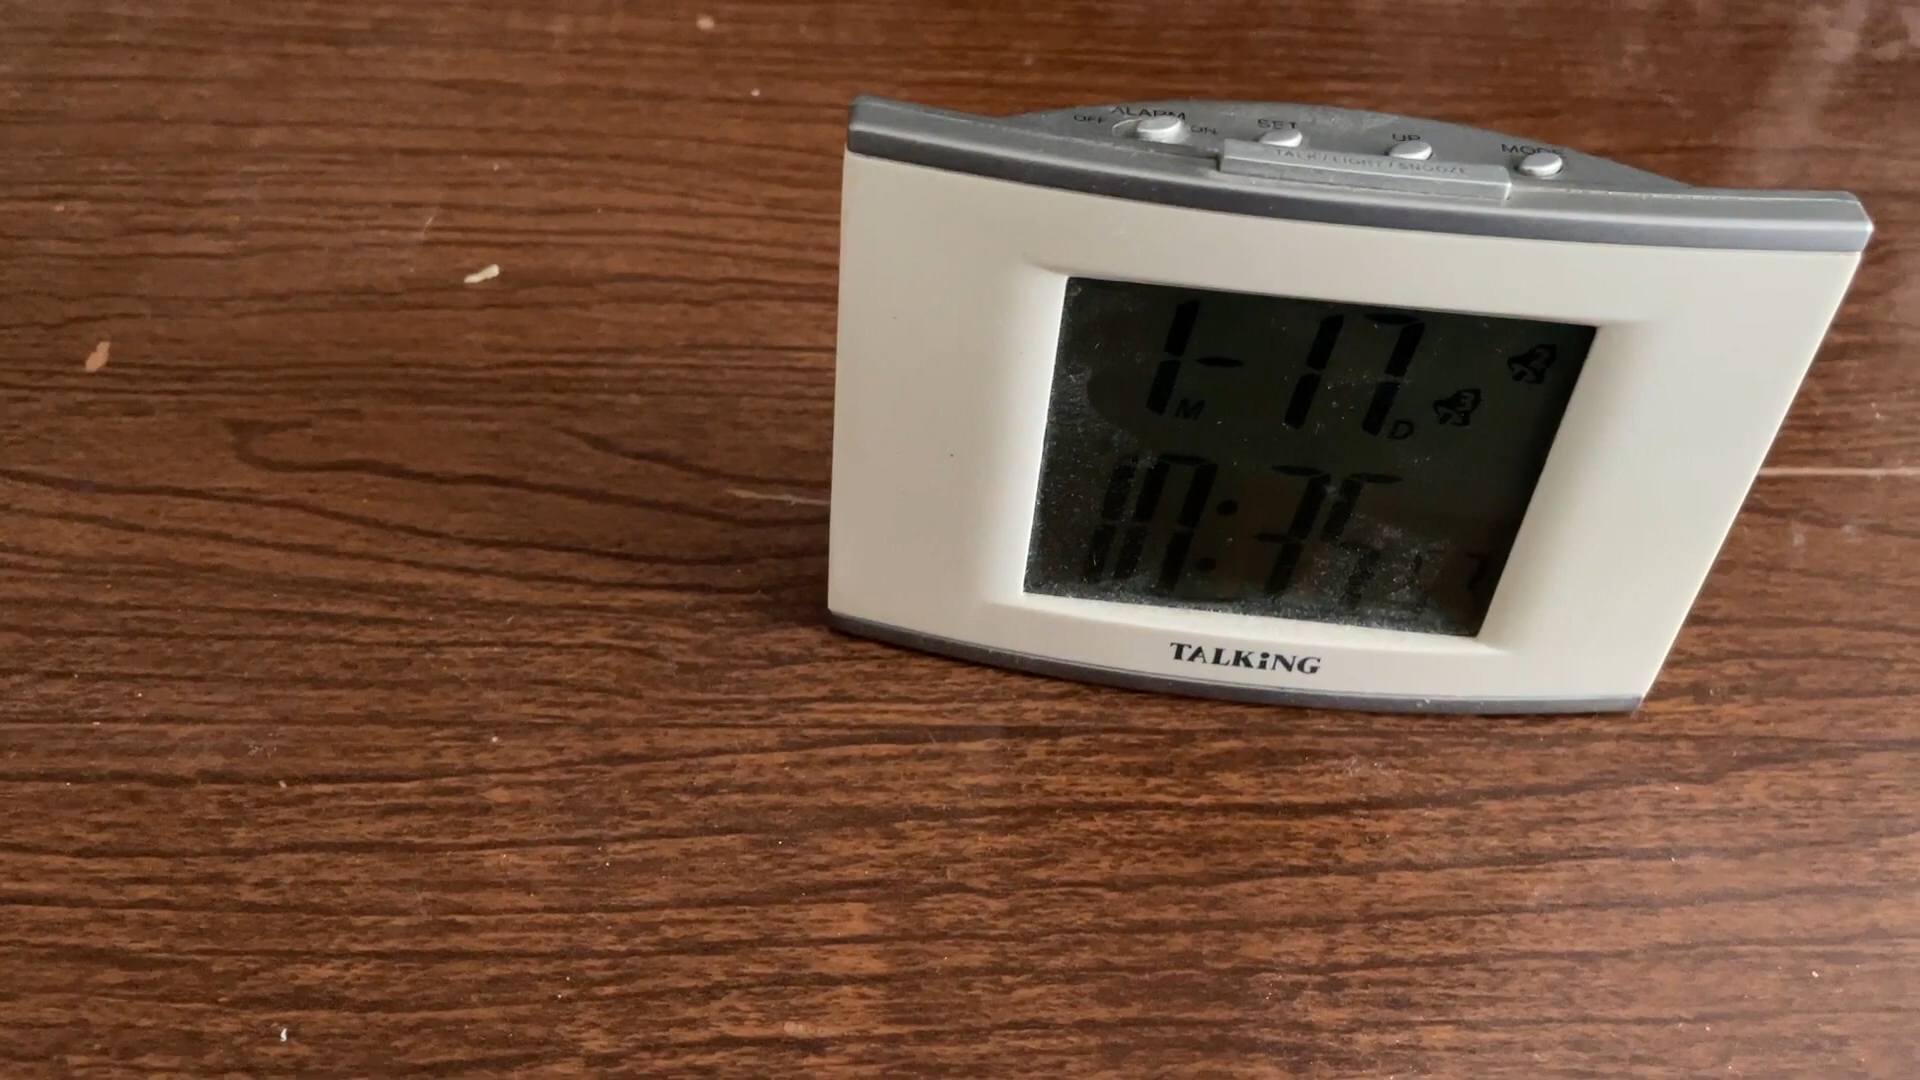 ALARM
OFF ON SET UP MODE
TALK / LIGHT / SNOOZE
1-17
M D
TALKiNG